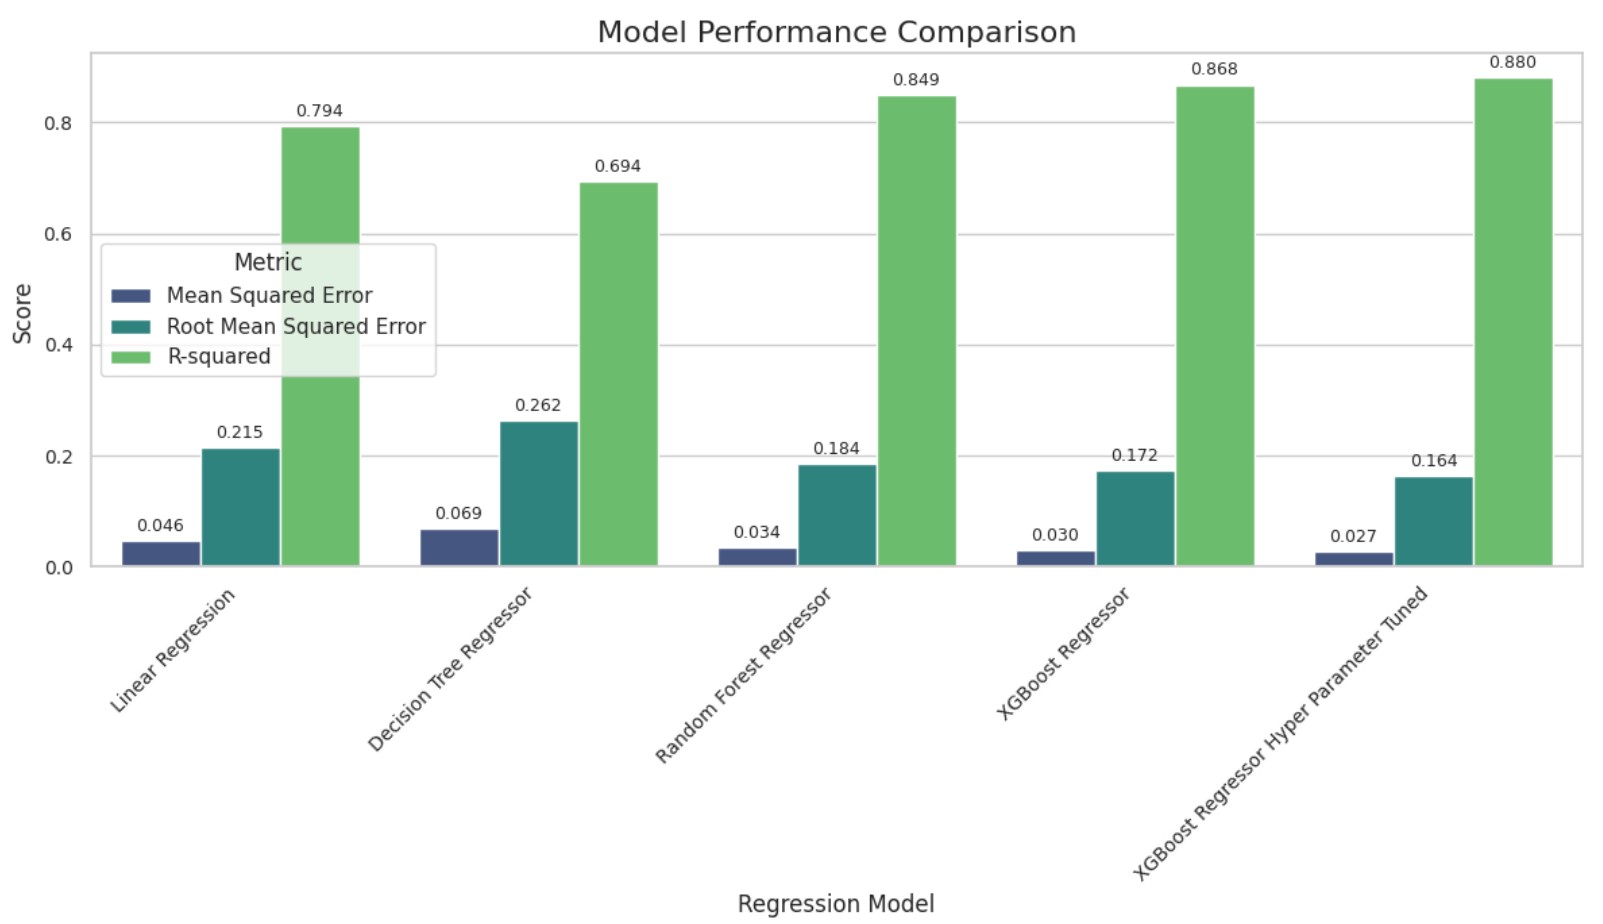 Model Performance Comparison
0.880
0.868
0.849
0.794
0.694
0.8
0.6
0.4
0.2
0.0
Score
Metric
Mean Squared Error
Root Mean Squared Error
R-squared
0.046
0.215
0.069
0.262
0.034
0.184
0.030
0.172
0.027
0.164
Linear Regression
Decision Tree Regressor
Random Forest Regressor
XGBoost Regressor
XGBoost Regressor Hyper Parameter Tuned
Regression Model